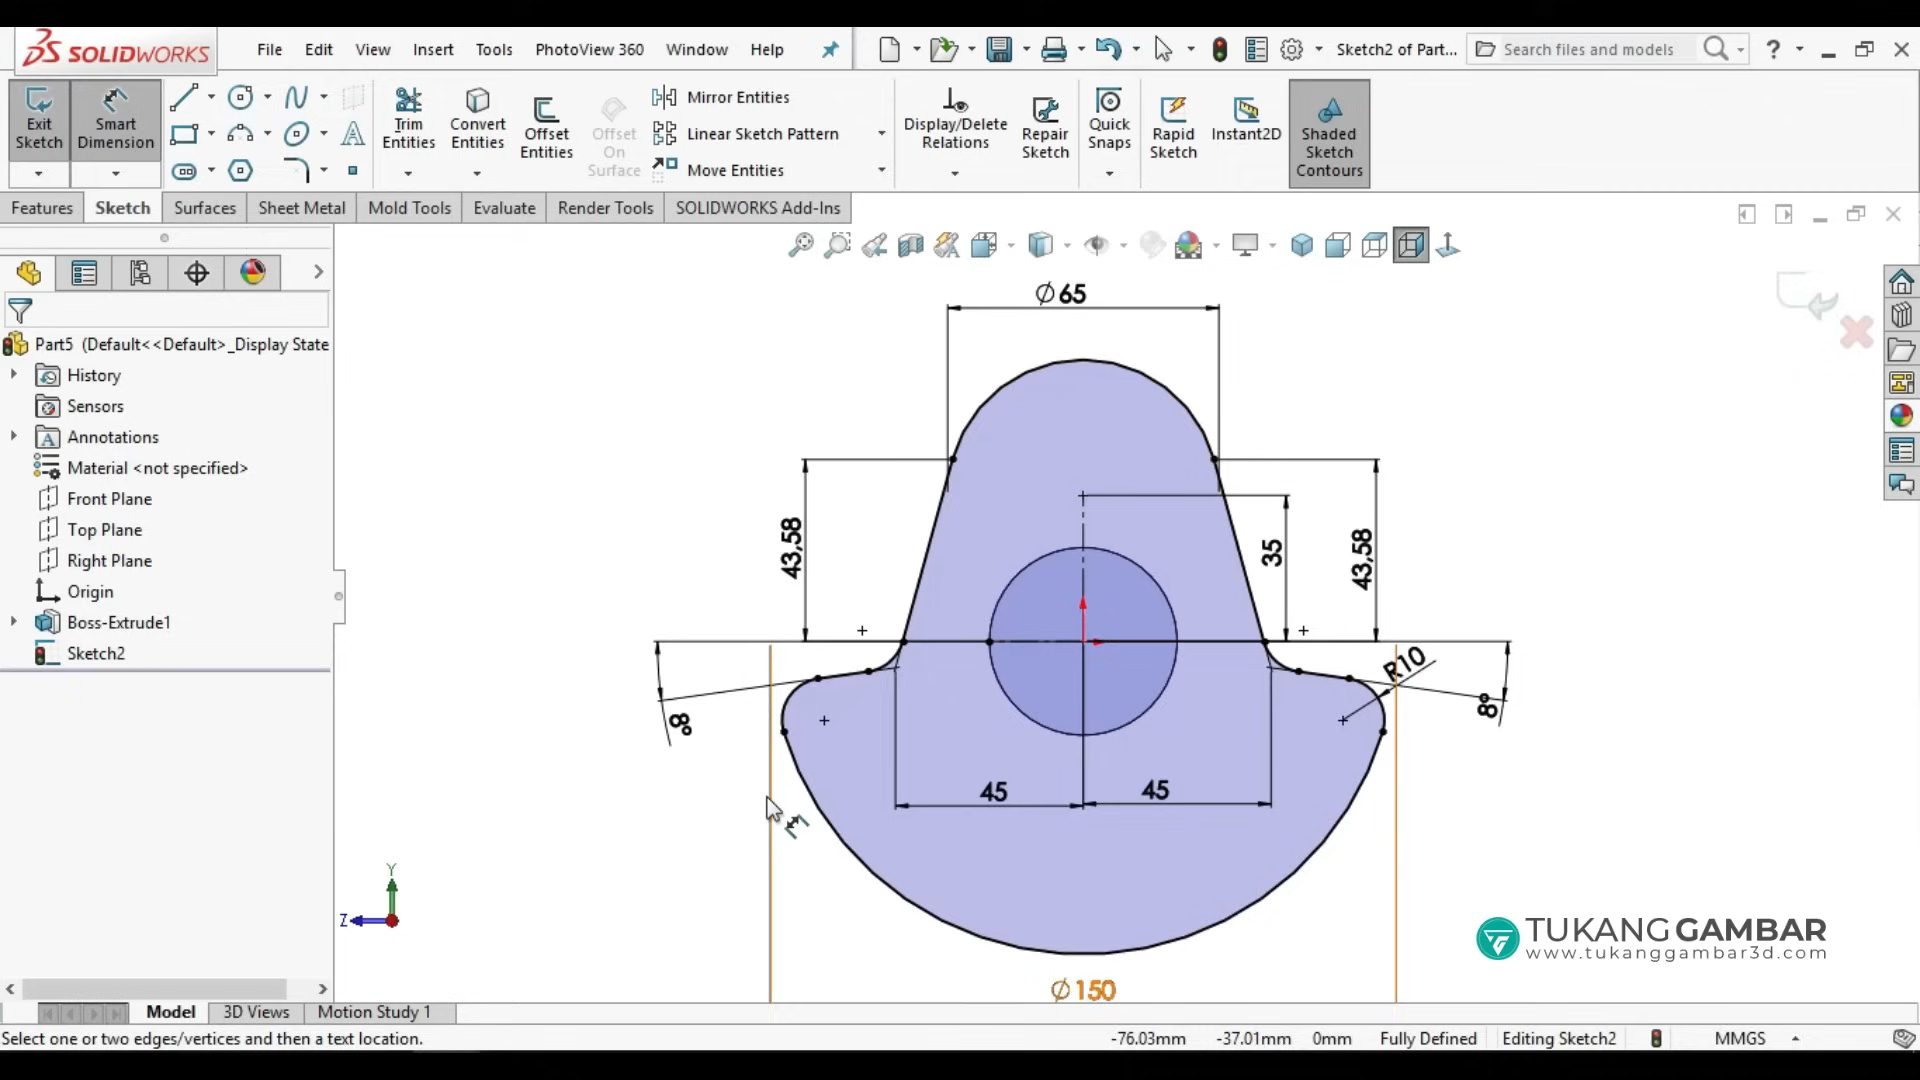 SOLIDWORKS File Edit View Insert Tools PhotoView 360 Window Help Sketch2 of Part... Search files and models ?
Exit Sketch
Smart Dimension
Trim Entities
Convert Entities
Offset Entities
Offset On Surface
Mirror Entities
Linear Sketch Pattern
Move Entities
Display/Delete Relations
Repair Sketch
Quick Snaps
Rapid Sketch
Instant2D
Shaded Sketch Contours
Features Sketch Surfaces Sheet Metal Mold Tools Evaluate Render Tools SOLIDWORKS Add-Ins
Part5 (Default<<Default>_Display State
History
Sensors
Annotations
Material <not specified>
Front Plane
Top Plane
Right Plane
Origin
Boss-Extrude1
Sketch2
Ø65
43,58
35
43,58
R10
8°
8°
45
45
Ø150
Y
Z
TUKANGGAMBAR
www.tukanggambar3d.com
Model 3D Views Motion Study 1
Select one or two edges/vertices and then a text location. -76.03mm -37.01mm 0mm Fully Defined Editing Sketch2 MMGS